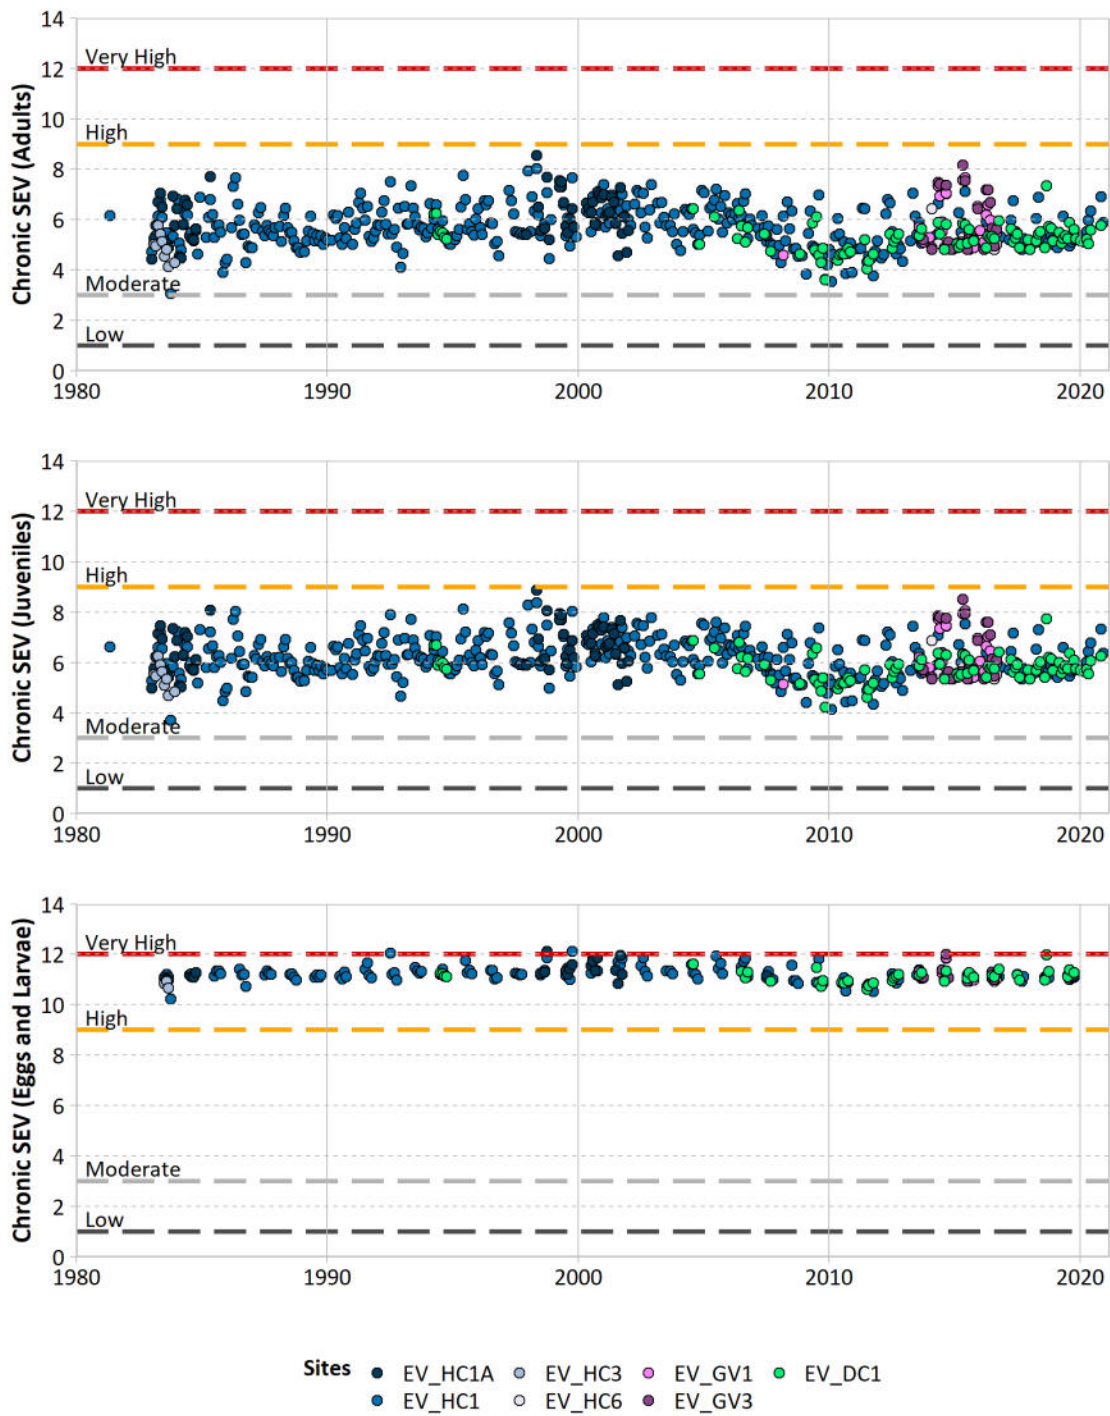 14
Very High
12
10
High
8
6
4
Moderate
2
Low
0
Chronic SEV (Adults)
1980 1990 2000 2010 2020
14
Very High
12
10
High
8
6
4
Moderate
2
Low
0
Chronic SEV (Juveniles)
1980 1990 2000 2010 2020
14
Very High
12
10
High
8
6
4
Moderate
2
Low
0
Chronic SEV (Eggs and Larvae)
1980 1990 2000 2010 2020
Sites EV_HC1A EV_HC3 EV_GV1 EV_DC1
EV_HC1 EV_HC6 EV_GV3